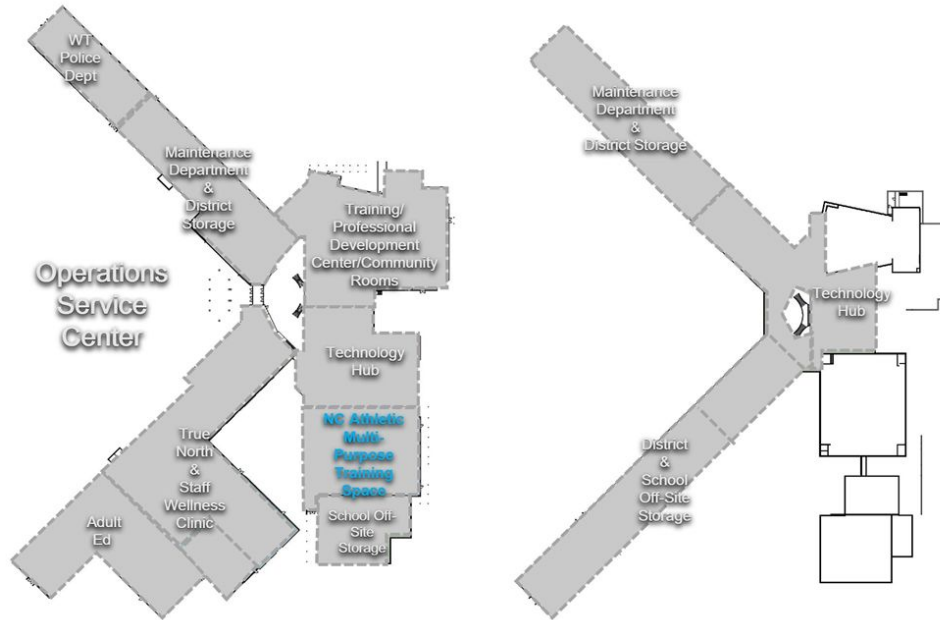 WT
Police
Dept
Maintenance
Department
&
District
Storage
Training/
Professional
Development
Center/Community
Rooms
Operations
Service
Center
Technology
Hub
NC Athletic
Multi-
Purpose
Training
Space
True
North
&
Staff
Wellness
Clinic
Adult
Ed
School Off-
Site
Storage
Maintenance
Department
&
District Storage
Technology
Hub
District
&
School
Off-Site
Storage